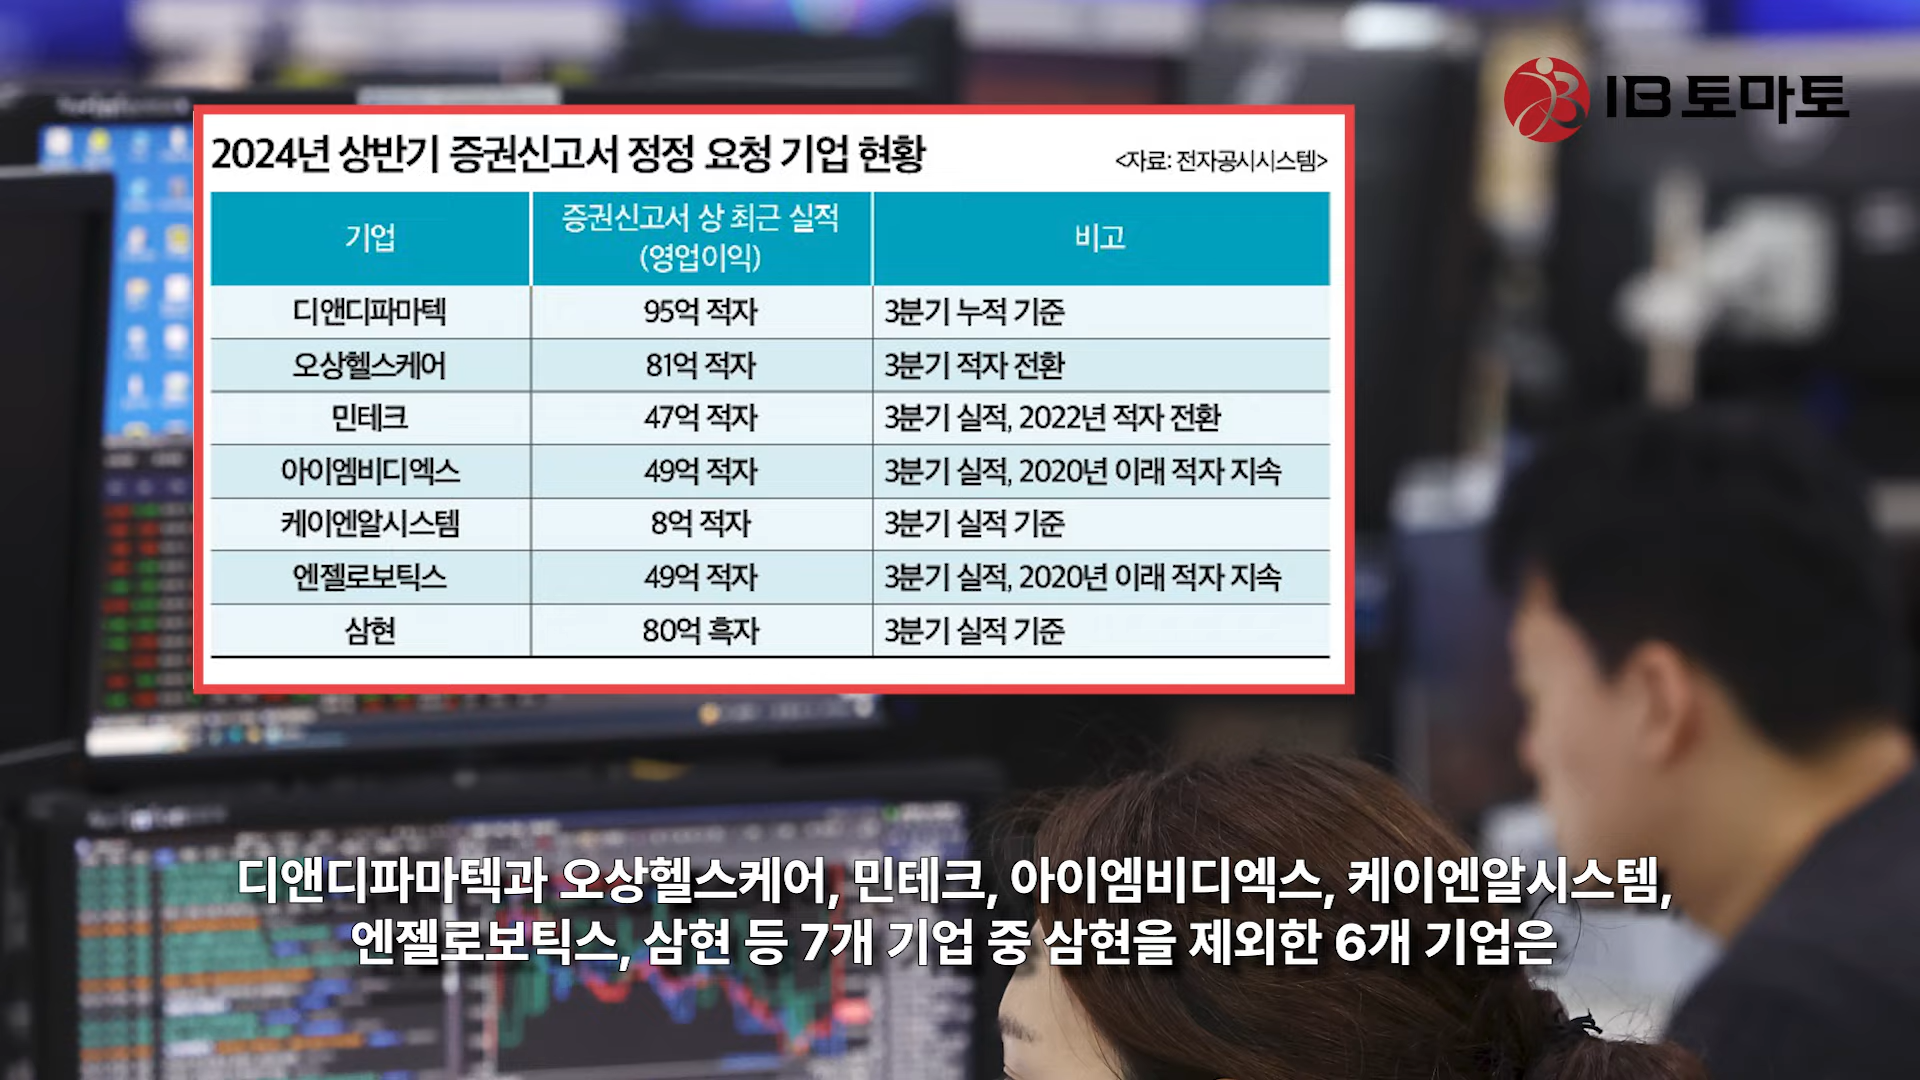 IB토마토
2024년 상반기 증권신고서 정정 요청 기업 현황
<자료: 전자공시시스템>
기업
증권신고서 상 최근 실적
(영업이익)
비고
디앤디파마텍 95억 적자 3분기 누적 기준
오상헬스케어 81억 적자 3분기 적자 전환
민테크 47억 적자 3분기 실적, 2022년 적자 전환
아이엠비디엑스 49억 적자 3분기 실적, 2020년 이래 적자 지속
케이엔알시스템 8억 적자 3분기 실적 기준
엔젤로보틱스 49억 적자 3분기 실적, 2020년 이래 적자 지속
삼현 80억 흑자 3분기 실적 기준
디앤디파마텍과 오상헬스케어, 민테크, 아이엠비디엑스, 케이엔알시스템,
엔젤로보틱스, 삼현 등 7개 기업 중 삼현을 제외한 6개 기업은